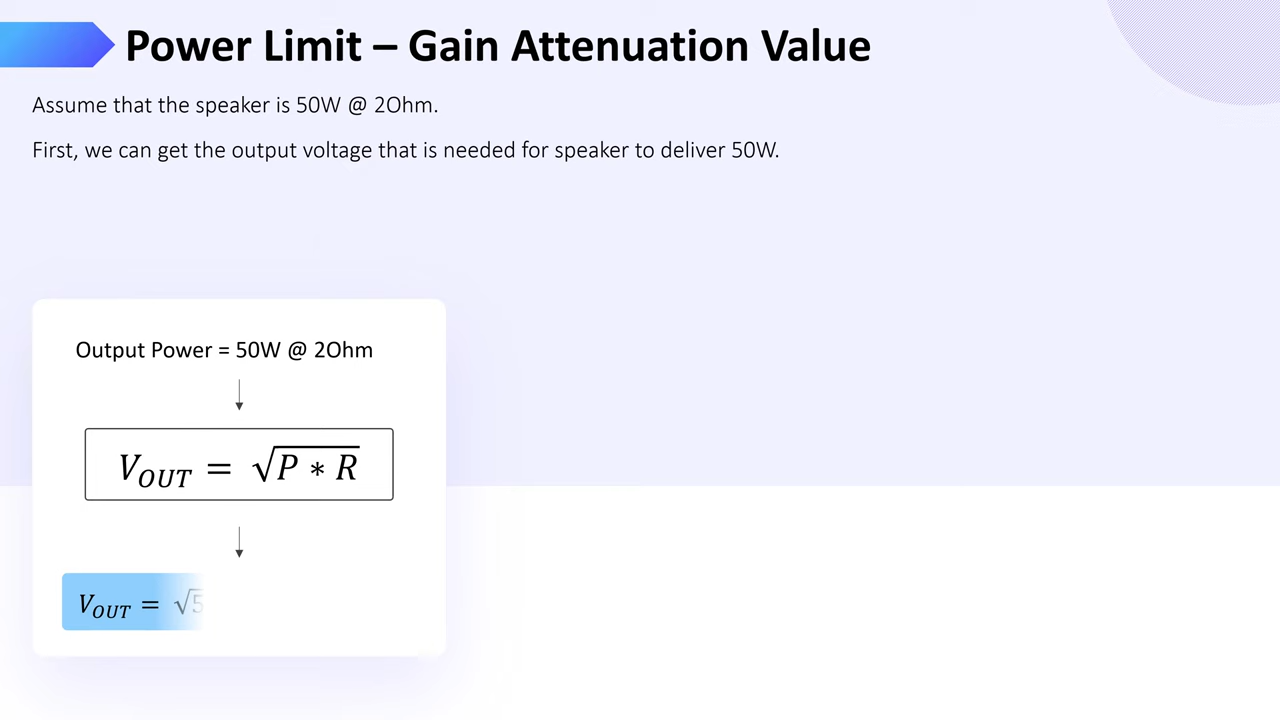 Power Limit – Gain Attenuation Value
Assume that the speaker is 50W @ 2Ohm.
First, we can get the output voltage that is needed for speaker to deliver 50W.
Output Power = 50W @ 2Ohm
V_OUT = √P * R
V_OUT = √5